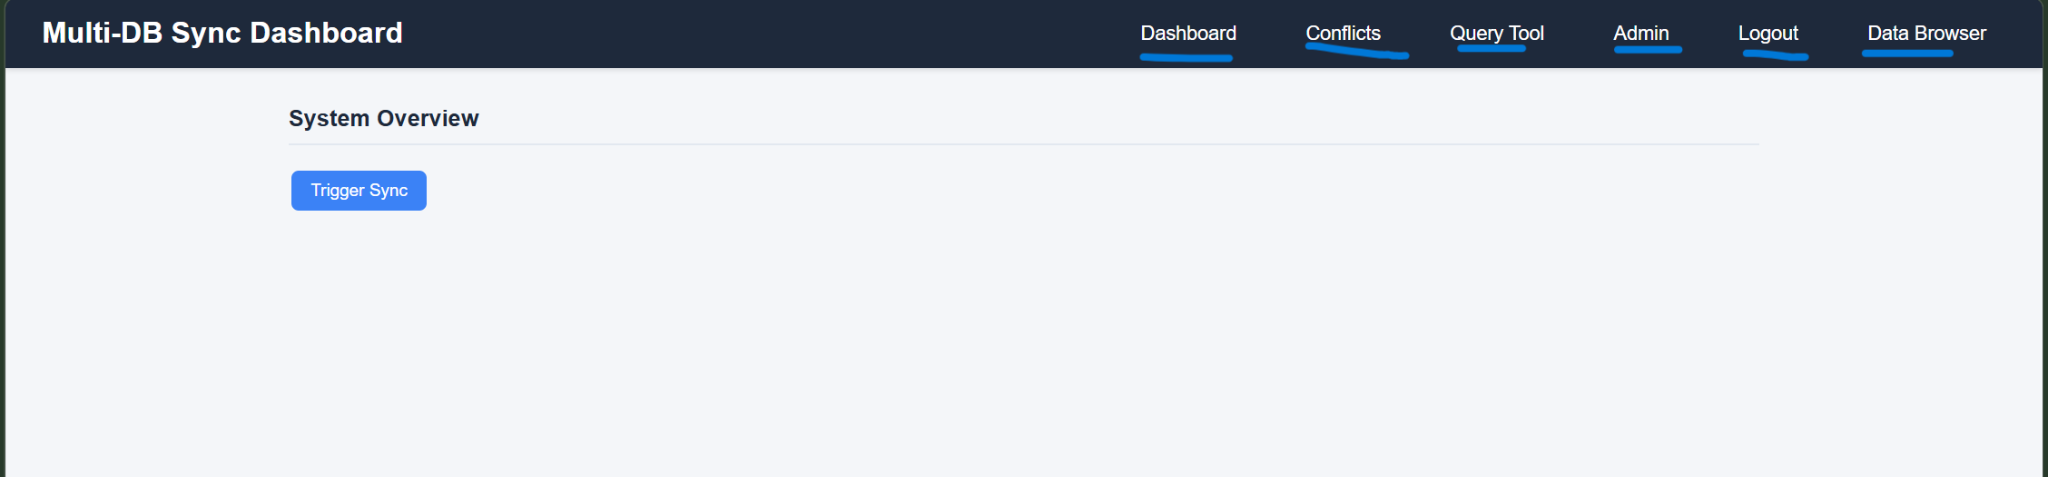 Multi-DB Sync Dashboard Dashboard Conflicts Query Tool Admin Logout Data Browser
System Overview
Trigger Sync